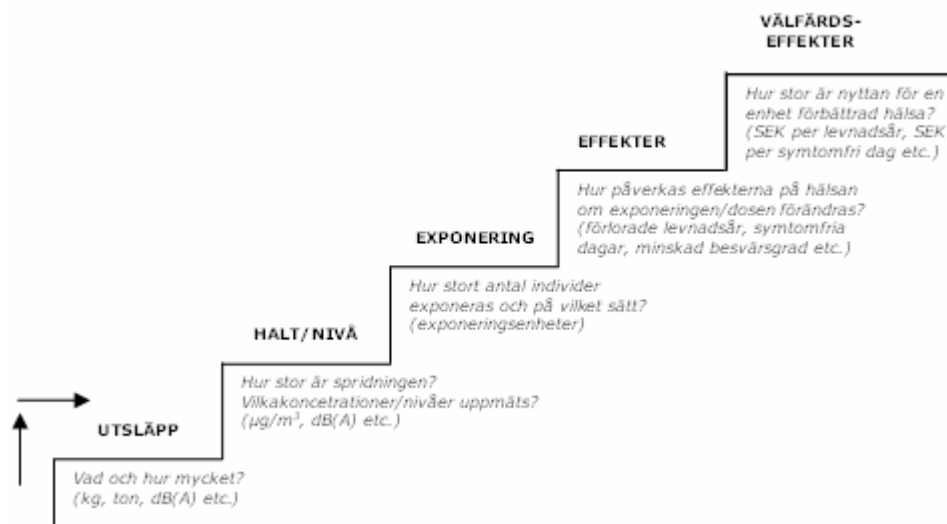 VÄLFÄRDS-
EFFEKTER
Hur stor är nyttan för en
enhet förbättrad hälsa?
(SEK per levnadsår, SEK
per symtomfri dag etc.)
EFFEKTER
Hur påverkas effekterna på hälsan
om exponeringen/dosen förändras?
(förlorade levnadsår, symtomfria
dagar, minskad besvärsgrad etc.)
EXPONERING
Hur stort antal individer
exponeras och på vilket sätt?
(exponeringsenheter)
HALT/NIVÅ
Hur stor är spridningen?
Vilkakoncetrationer/nivåer uppmäts?
(µg/m³, dB(A) etc.)
UTSLÄPP
Vad och hur mycket?
(kg, ton, dB(A) etc.)